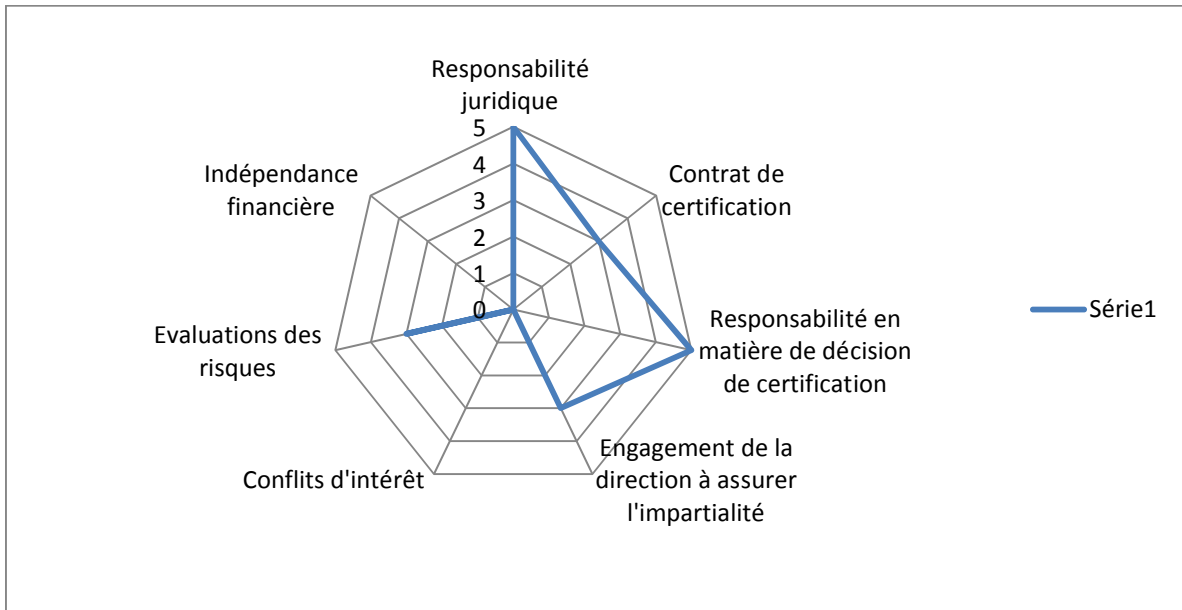 Responsabilité
juridique
5
4
3
2
1
0
Contrat de
certification
Responsabilité en
matière de décision
de certification
Engagement de la
direction à assurer
l'impartialité
Conflits d'intérêt
Evaluations des
risques
Indépendance
financière
Série1